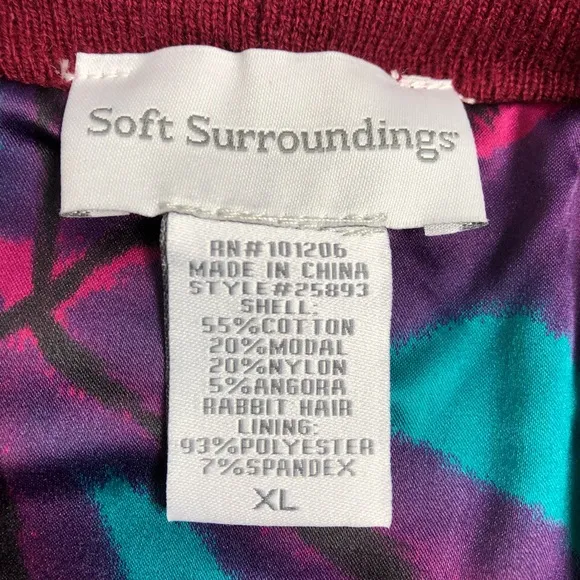 Soft Surroundings
RN#101206
MADE IN CHINA
STYLE#25893
SHELL:
55%COTTON
20%MODAL
20%NYLON
5%ANGORA
RABBIT HAIR
LINING:
93%POLYESTER
7%SPANDEX
XL